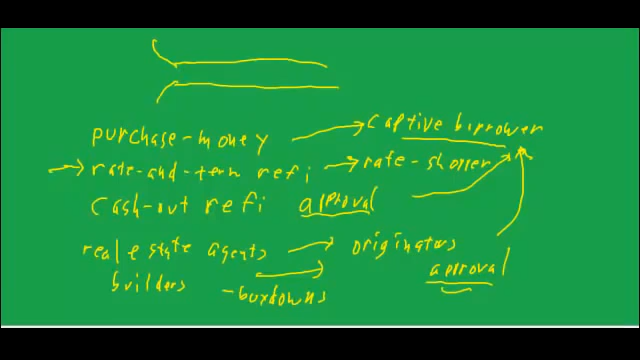 purchase-money → captive borrower
→ rate-and-term refi → rate-shopper
cash-out refi approval
real estate agents → originators
approval
builders - buydowns